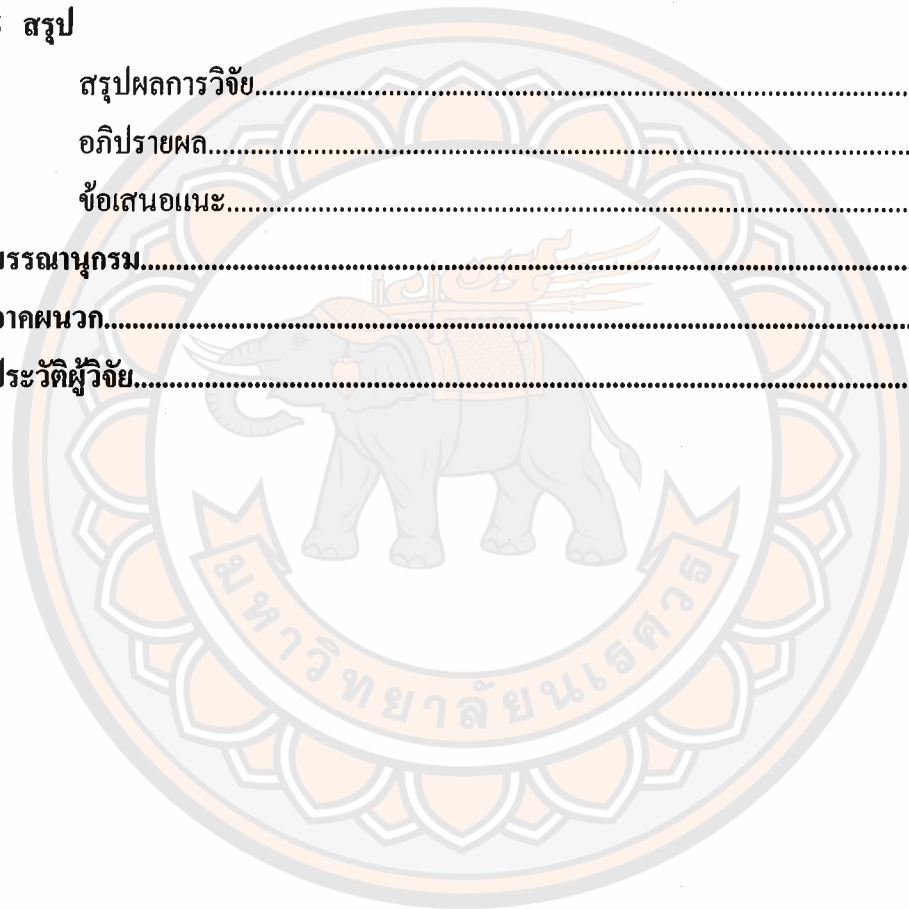 สรุป
สรุปผลการวิจัย
อภิปรายผล
ข้อเสนอแนะ
บรรณานุกรม
ภาคผนวก
ประวัติผู้วิจัย
มหาวิทยาลัยนเรศวร